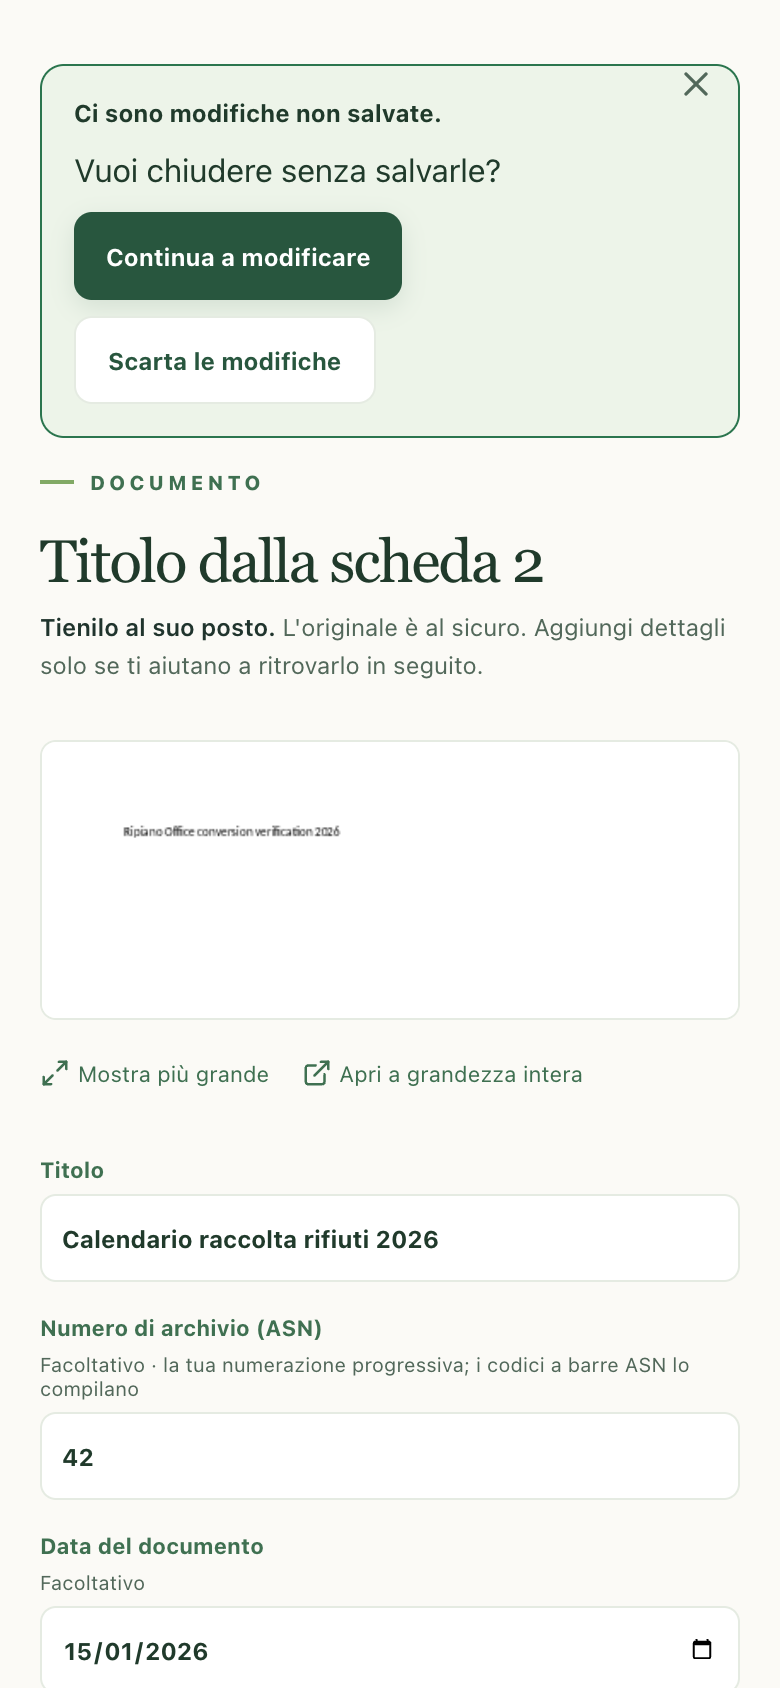 Ci sono modifiche non salvate.
Vuoi chiudere senza salvarle?
Continua a modificare
Scarta le modifiche
DOCUMENTO
Titolo dalla scheda 2
Tienilo al suo posto. L'originale è al sicuro. Aggiungi dettagli
solo se ti aiutano a ritrovarlo in seguito.
Ripiano Office conversion verification 2026
Mostra più grande
Apri a grandezza intera
Titolo
Calendario raccolta rifiuti 2026
Numero di archivio (ASN)
Facoltativo · la tua numerazione progressiva; i codici a barre ASN lo
compilano
42
Data del documento
Facoltativo
15/01/2026